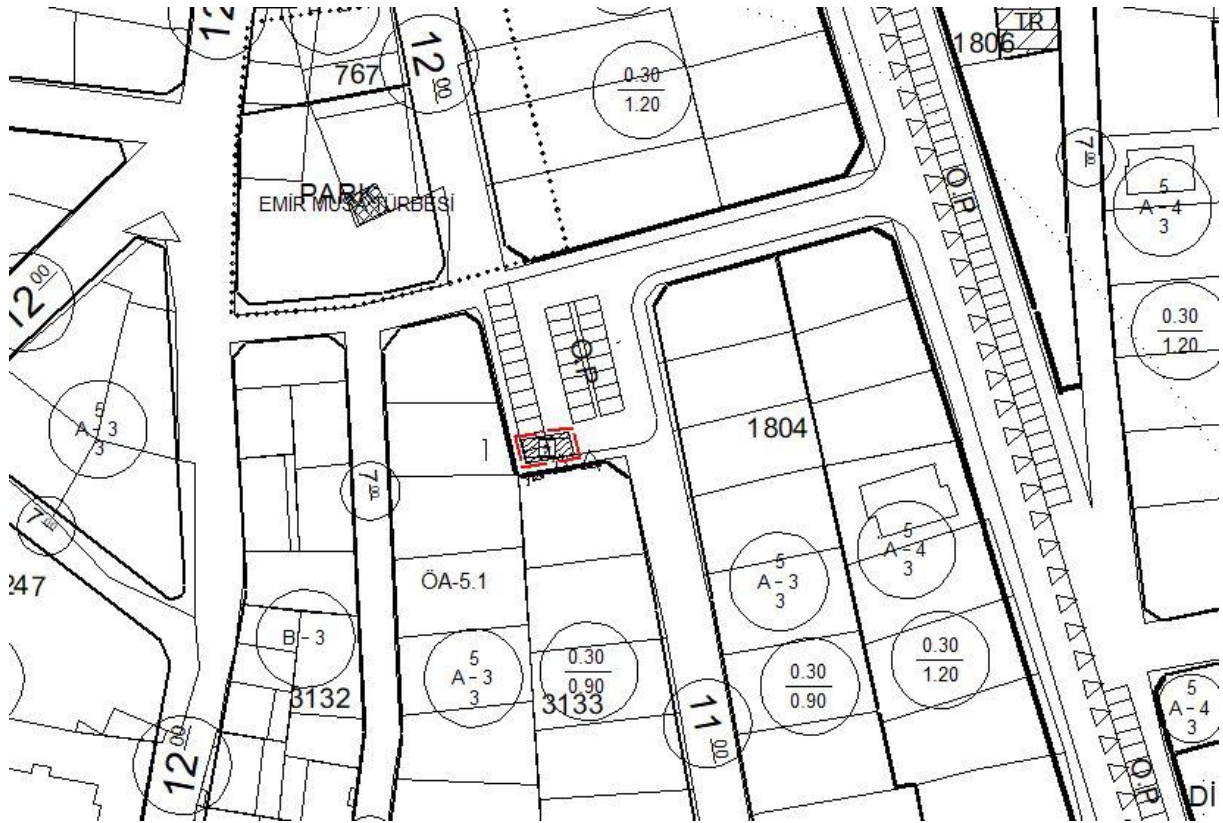 12
TR
1806
767
12 00
0.30
1.20
O.P
7 00
5
A - 4
3
PARK
EMİR MUSA TÜRBESİ
12 00
0.30
1.20
O.P
5
A - 3
3
1804
7 00
7 00
5
A - 3
3
5
A - 4
3
247
ÖA-5.1
B - 3
5
A - 3
3
0.30
0.90
0.30
0.90
0.30
1.20
3132
3133
11 00
5
A - 4
3
12 00
O.P
Dİ